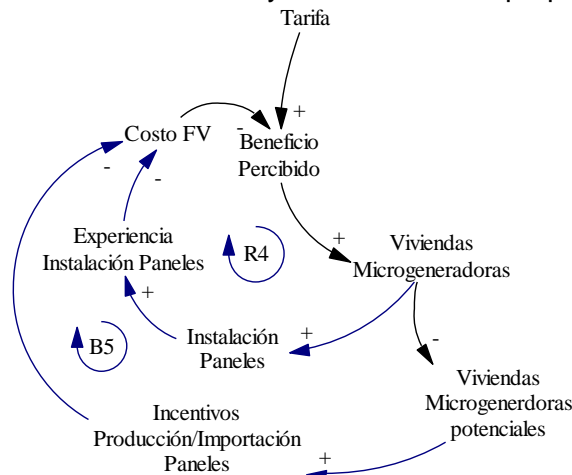 Tarifa
+
Costo FV
-
Beneficio
Percibido
-
-
Experiencia
Instalación Paneles
R4
+
Viviendas
Microgeneradoras
+
Instalación
Paneles
+
-
B5
Viviendas
Microgenerdoras
potenciales
Incentivos
Producción/Importación
Paneles
+